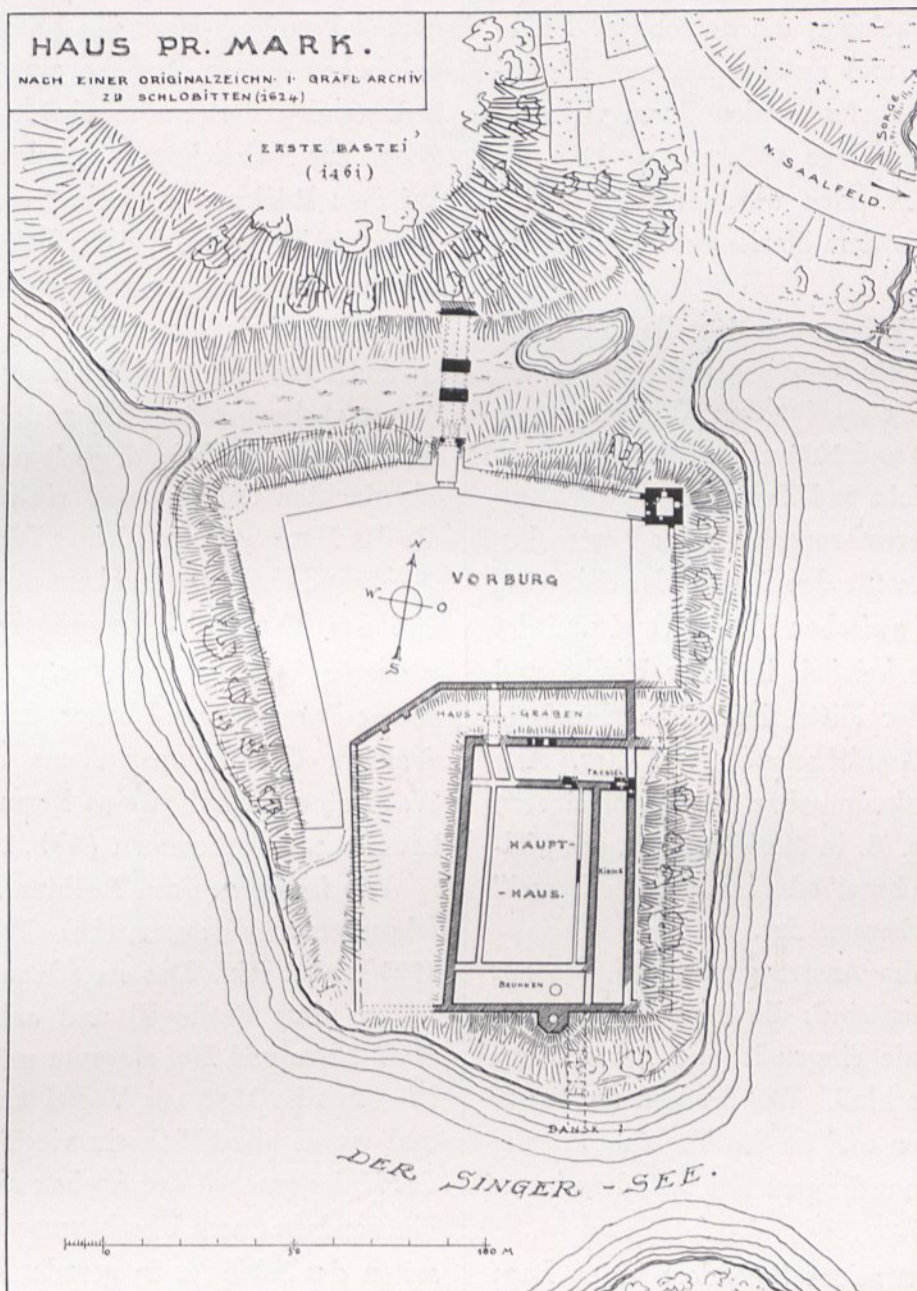 HAUS PR. MARK.
NACH EINER ORIGINALZEICHN. I. GRÄFL. ARCHIV
ZU SCHLOBITTEN (1624)
ERSTE BASTEI
(1461)
SORGE
N. SAALFELD
VORBURG
N
W
O
S
HAUS - GRABEN
HAUPT-
-HAUS.
KIRCHE
BRUNNEN
DANSK ?
DER SINGER-SEE.
0 50 100 M